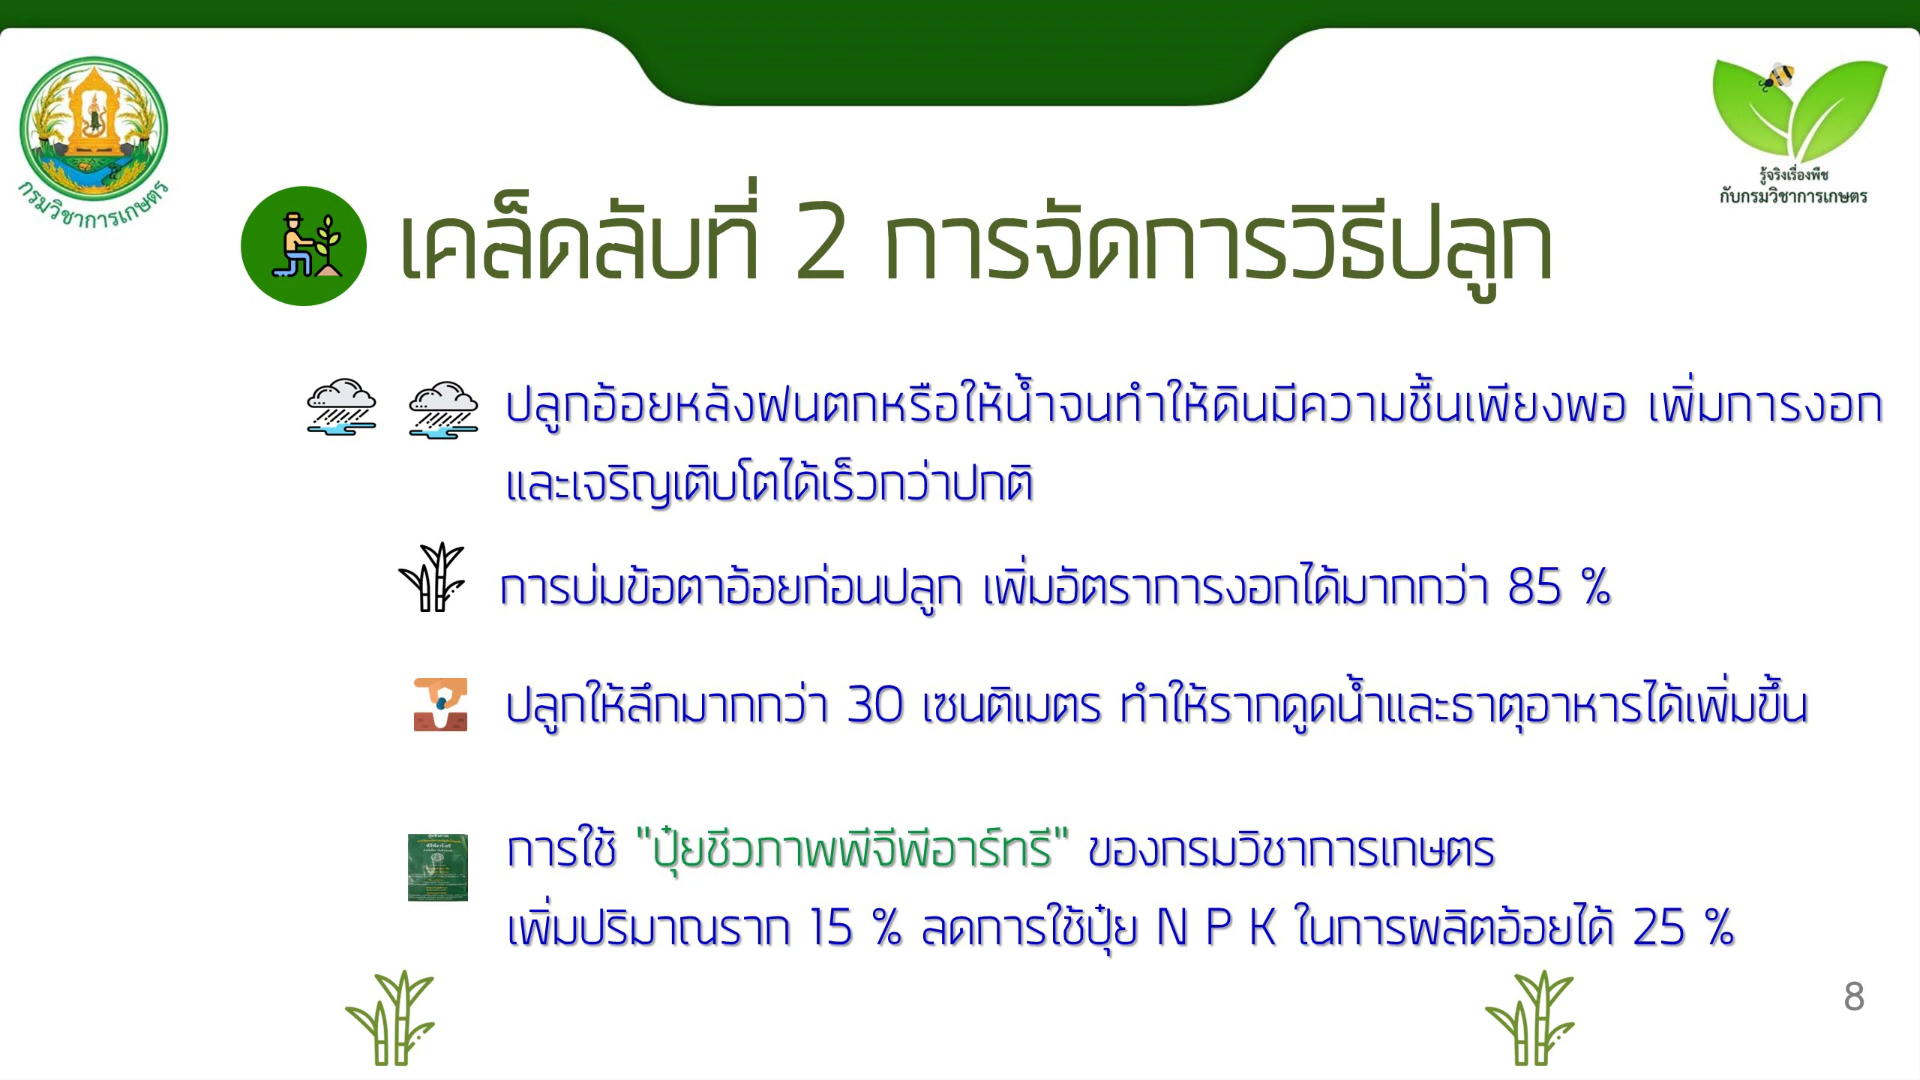 กรมวิชาการเกษตร
รู้จริงเรื่องพืช
กับกรมวิชาการเกษตร
เคล็ดลับที่ 2 การจัดการวิธีปลูก
ปลูกอ้อยหลังฝนตกหรือให้น้ำจนทำให้ดินมีความชื้นเพียงพอ เพิ่มการงอก
และเจริญเติบโตได้เร็วกว่าปกติ
การบ่มข้อตาอ้อยก่อนปลูก เพิ่มอัตราการงอกได้มากกว่า 85 %
ปลูกให้ลึกมากกว่า 30 เซนติเมตร ทำให้รากดูดน้ำและธาตุอาหารได้เพิ่มขึ้น
การใช้ "ปุ๋ยชีวภาพพีจีพีอาร์ทรี" ของกรมวิชาการเกษตร
เพิ่มปริมาณราก 15 % ลดการใช้ปุ๋ย N P K ในการผลิตอ้อยได้ 25 %
8